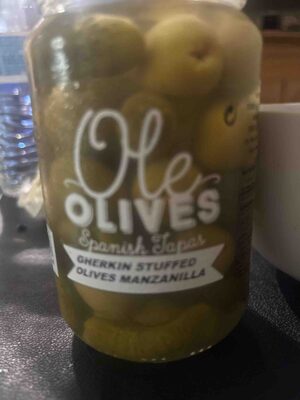 Ole
OLIVES
Spanish Tapas
GHERKIN STUFFED
OLIVES MANZANILLA